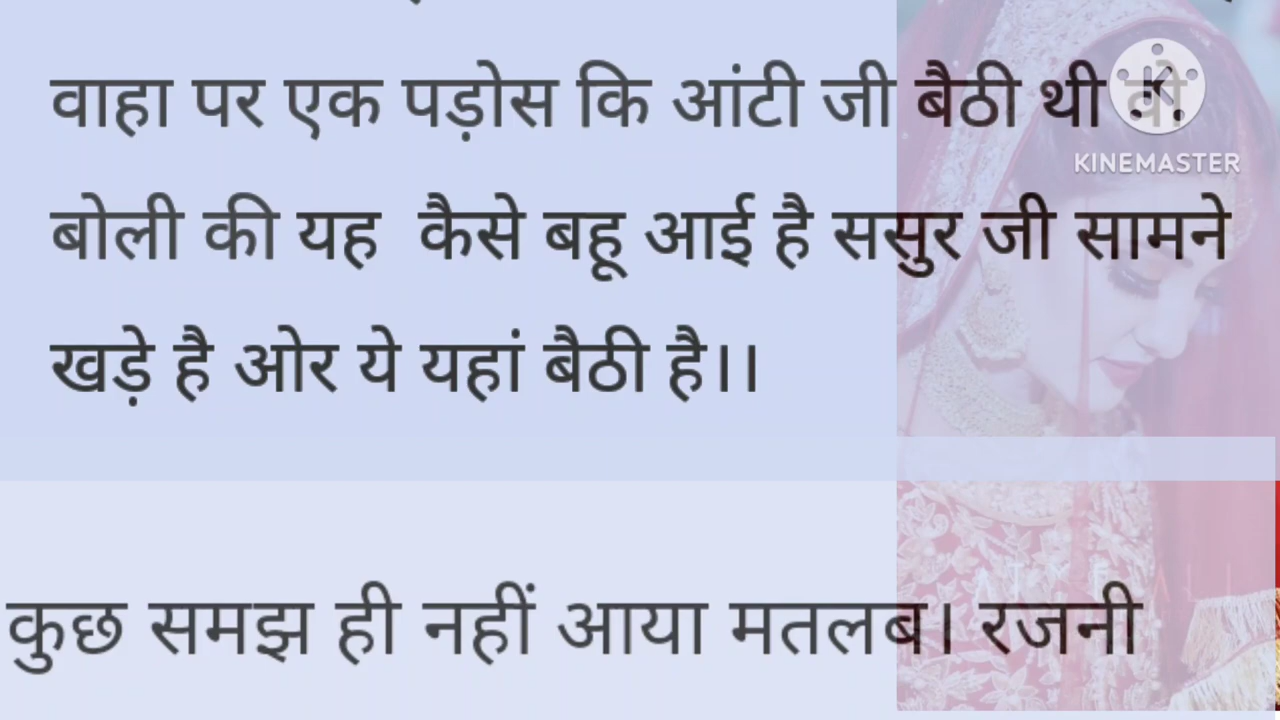 वाहा पर एक पड़ोस कि आंटी जी बैठी थी वो
KINEMASTER
बोली की यह कैसे बहू आई है ससुर जी सामने
खड़े है ओर ये यहां बैठी है।।
कुछ समझ ही नहीं आया मतलब। रजनी